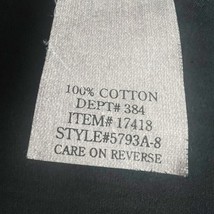 100% COTTON
DEPT# 384
ITEM# 17418
STYLE#5793A-8
CARE ON REVERSE